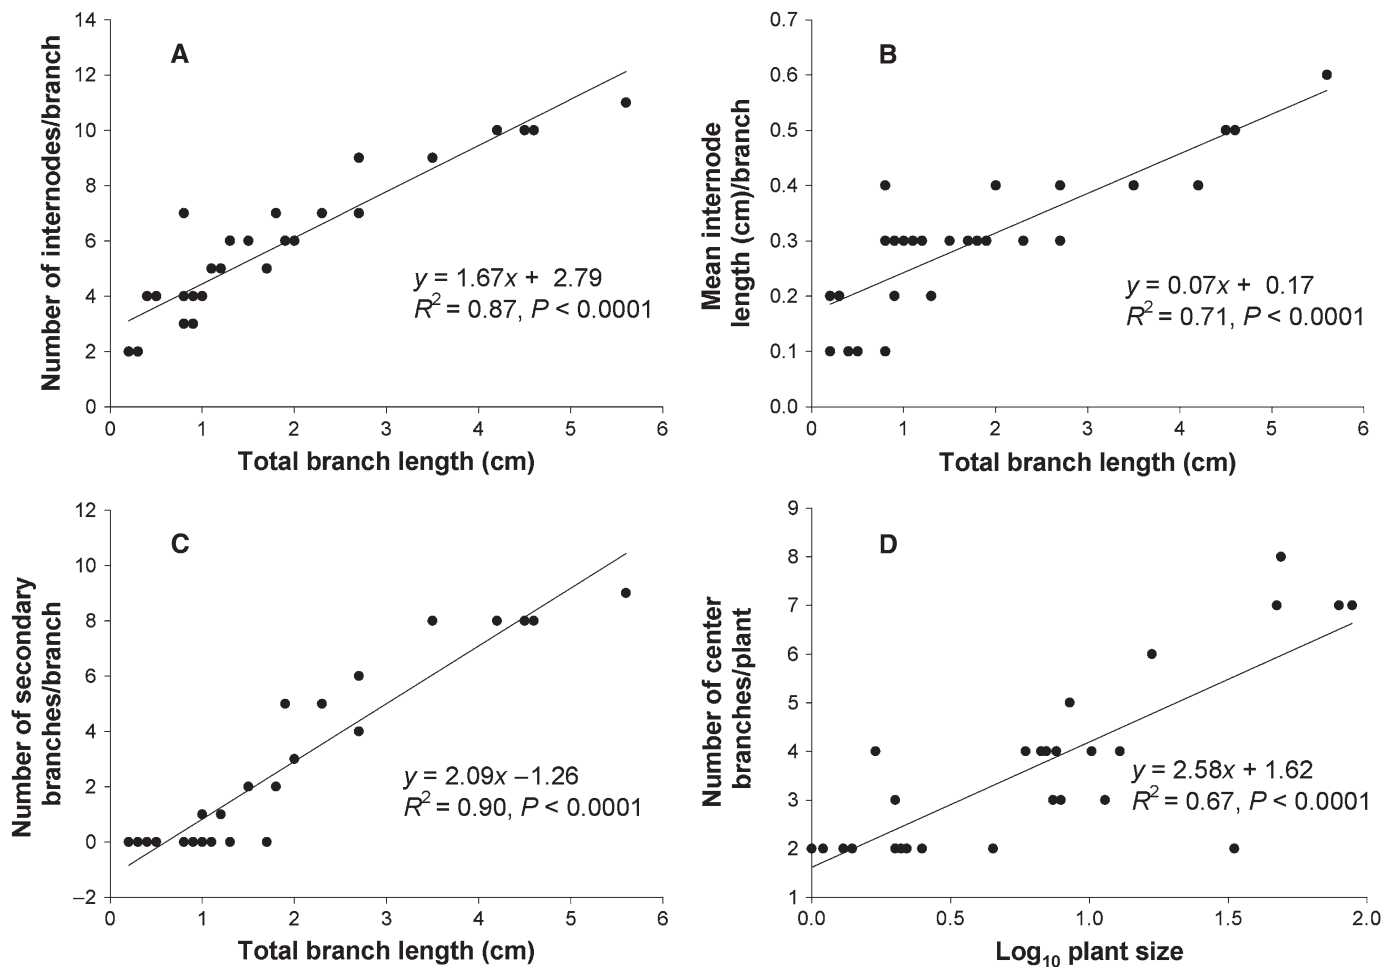 A
Number of internodes/branch
14
12
10
8
6
4
2
0
y = 1.67x + 2.79
R² = 0.87, P < 0.0001
0 1 2 3 4 5 6
Total branch length (cm)
B
Mean internode
length (cm)/branch
0.7
0.6
0.5
0.4
0.3
0.2
0.1
0.0
y = 0.07x + 0.17
R² = 0.71, P < 0.0001
0 1 2 3 4 5 6
Total branch length (cm)
C
Number of secondary
branches/branch
12
10
8
6
4
2
0
–2
y = 2.09x –1.26
R² = 0.90, P < 0.0001
0 1 2 3 4 5 6
Total branch length (cm)
D
Number of center
branches/plant
9
8
7
6
5
4
3
2
1
y = 2.58x + 1.62
R² = 0.67, P < 0.0001
0.0 0.5 1.0 1.5 2.0
Log₁₀ plant size